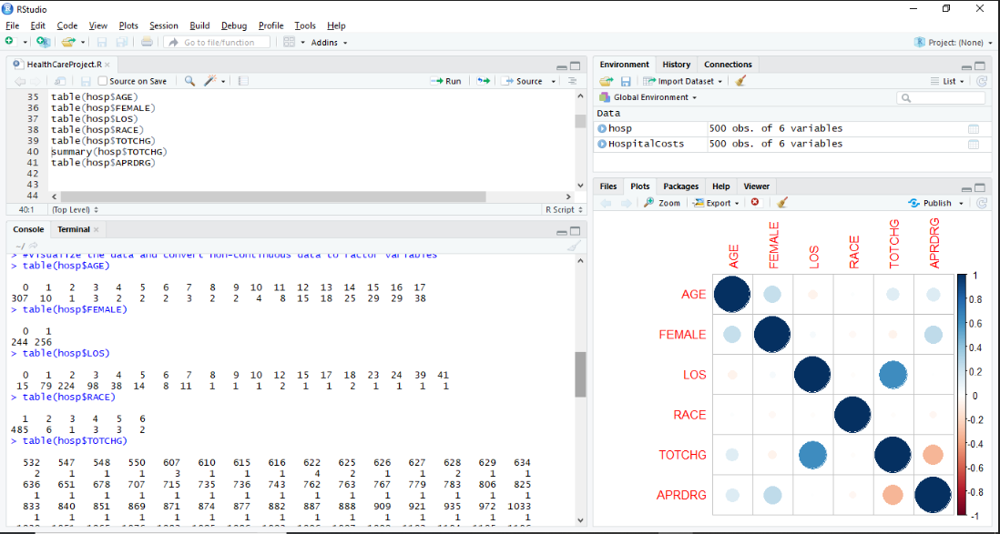 RStudio
File Edit Code View Plots Session Build Debug Profile Tools Help
Go to file/function Addins Project: (None)
HealthCareProject.R
Source on Save Run Source
35 table(hosp$AGE)
36 table(hosp$FEMALE)
37 table(hosp$LOS)
38 table(hosp$RACE)
39 table(hosp$TOTCHG)
40 summary(hosp$TOTCHG)
41 table(hosp$APRDRG)
42
43
44
40:1 (Top Level) R Script
Console Terminal
~/
> #Visualize the data and convert non-continuous data to factor variables
> table(hosp$AGE)
0 1 2 3 4 5 6 7 8 9 10 11 12 13 14 15 16 17
307 10 1 3 2 2 2 3 2 2 4 8 15 18 25 29 29 38
> table(hosp$FEMALE)
0 1
244 256
> table(hosp$LOS)
0 1 2 3 4 5 6 7 8 9 10 12 15 17 18 23 24 39 41
15 79 224 98 38 14 8 11 1 1 1 2 1 1 2 1 1 1 1
> table(hosp$RACE)
1 2 3 4 5 6
485 6 1 3 3 2
> table(hosp$TOTCHG)
532 547 548 550 607 610 615 616 622 625 626 627 628 629 634
2 1 1 1 3 1 1 1 4 2 1 1 2 1 1
636 651 678 707 715 735 736 743 762 763 767 779 783 806 825
1 1 1 1 1 1 1 1 1 1 1 1 1 1 1
833 840 851 869 871 874 877 882 887 888 909 921 935 972 1033
1 1 1 1 1 1 1 1 1 1 1 1 1 1 1
Environment History Connections
Import Dataset List
Global Environment
Data
hosp 500 obs. of 6 variables
HospitalCosts 500 obs. of 6 variables
Files Plots Packages Help Viewer
Zoom Export Publish
AGE FEMALE LOS RACE TOTCHG APRDRG
AGE
FEMALE
LOS
RACE
TOTCHG
APRDRG
1
0.8
0.6
0.4
0.2
0
-0.2
-0.4
-0.6
-0.8
-1